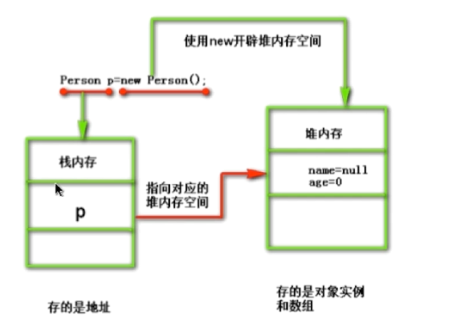 使用new开辟堆内存空间
Person p=new Person();
栈内存
p
指向对应的
堆内存空间
堆内存
name=null
age=0
存的是地址
存的是对象实例
和数组